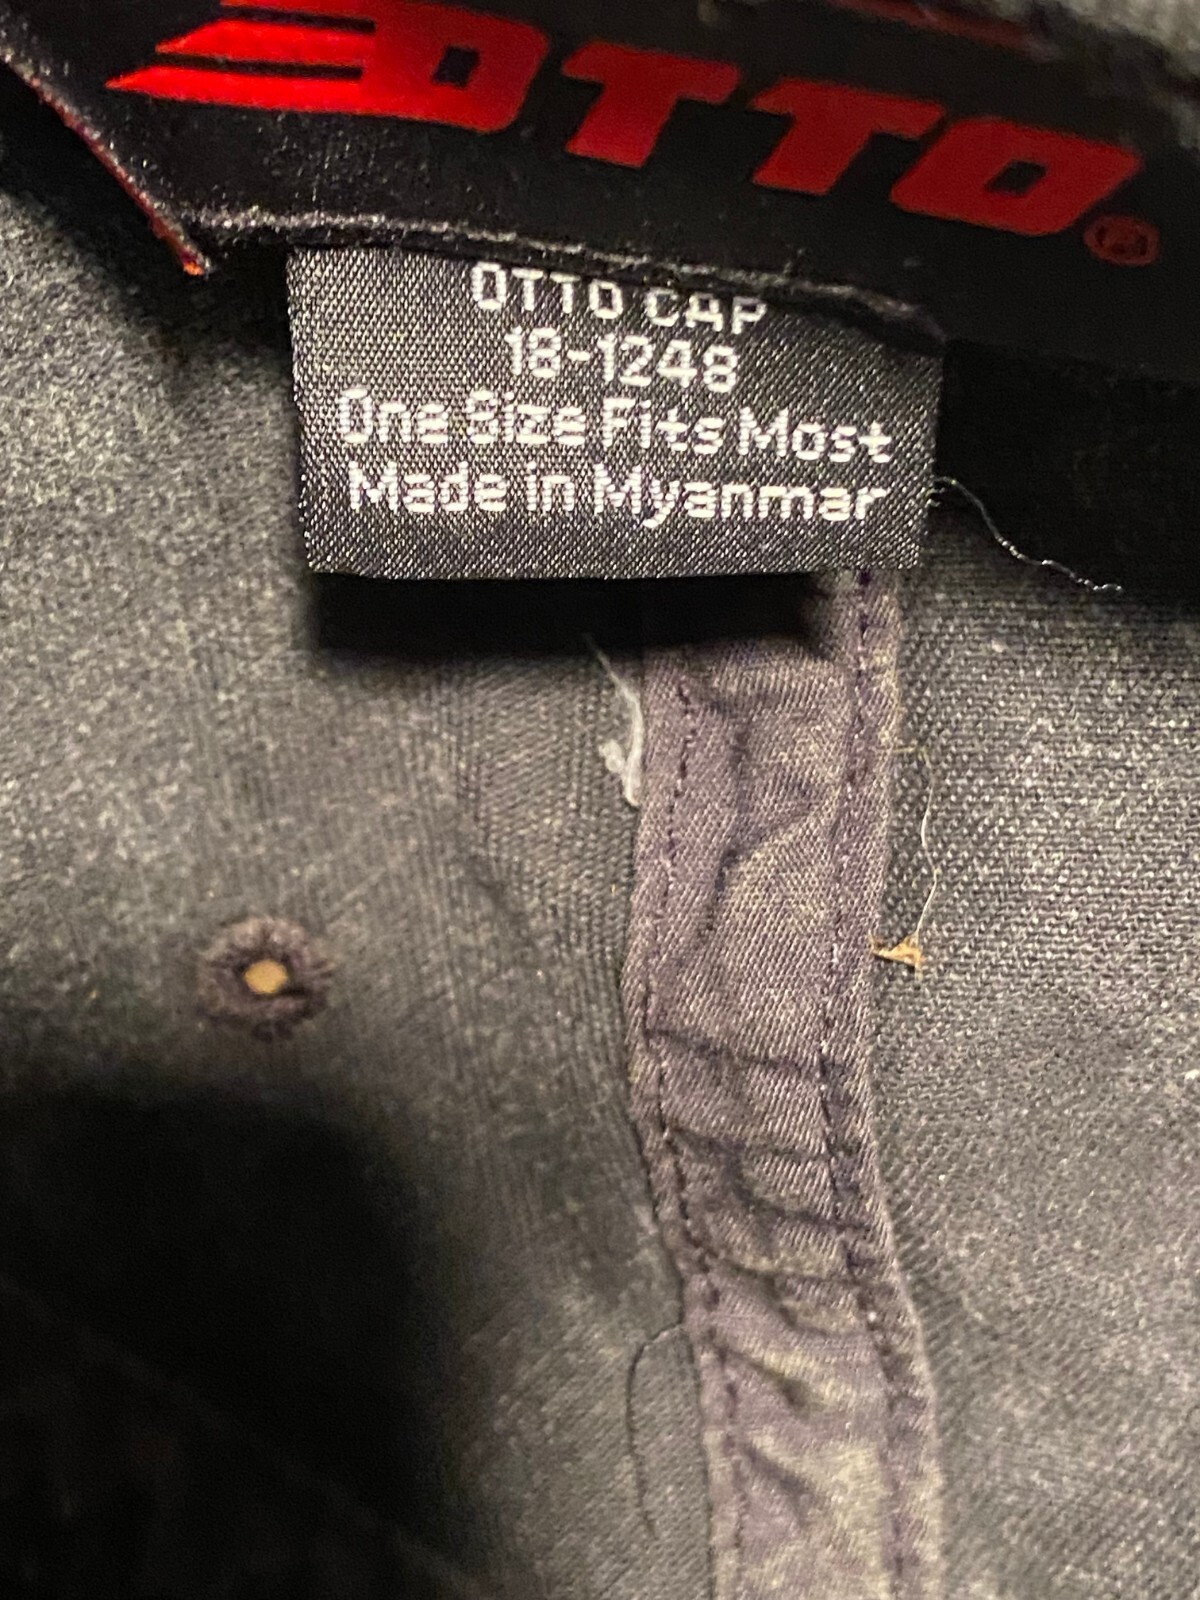 OTTO®
OTTO CAP
18-1248
One Size Fits Most
Made in Myanmar